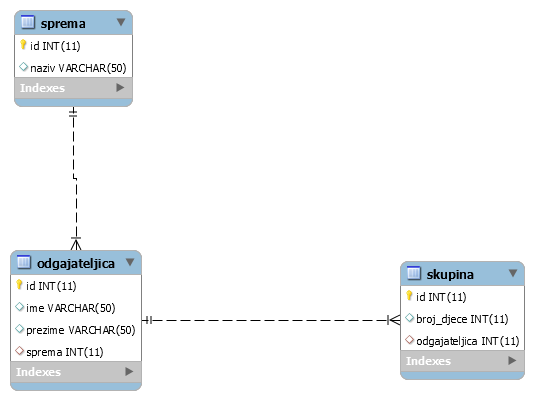 sprema
id INT(11)
naziv VARCHAR(50)
Indexes
odgajateljica
id INT(11)
ime VARCHAR(50)
prezime VARCHAR(50)
sprema INT(11)
Indexes
skupina
id INT(11)
broj_djece INT(11)
odgajateljica INT(11)
Indexes